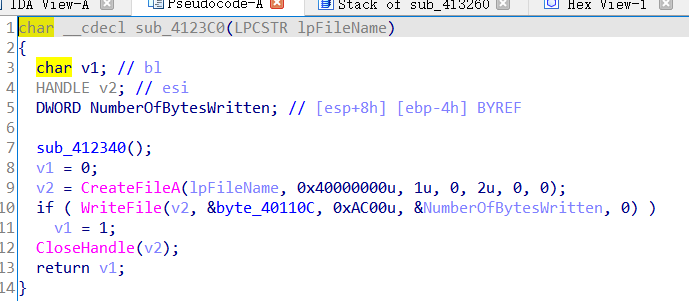 IDA View-A
Pseudocode-A
Stack of sub_413260
Hex View-1
1 char __cdecl sub_4123C0(LPCSTR lpFileName)
2 {
3 char v1; // bl
4 HANDLE v2; // esi
5 DWORD NumberOfBytesWritten; // [esp+8h] [ebp-4h] BYREF
6
7 sub_412340();
8 v1 = 0;
9 v2 = CreateFileA(lpFileName, 0x40000000u, 1u, 0, 2u, 0, 0);
10 if ( WriteFile(v2, &byte_40110C, 0xAC00u, &NumberOfBytesWritten, 0) )
11 v1 = 1;
12 CloseHandle(v2);
13 return v1;
14 }